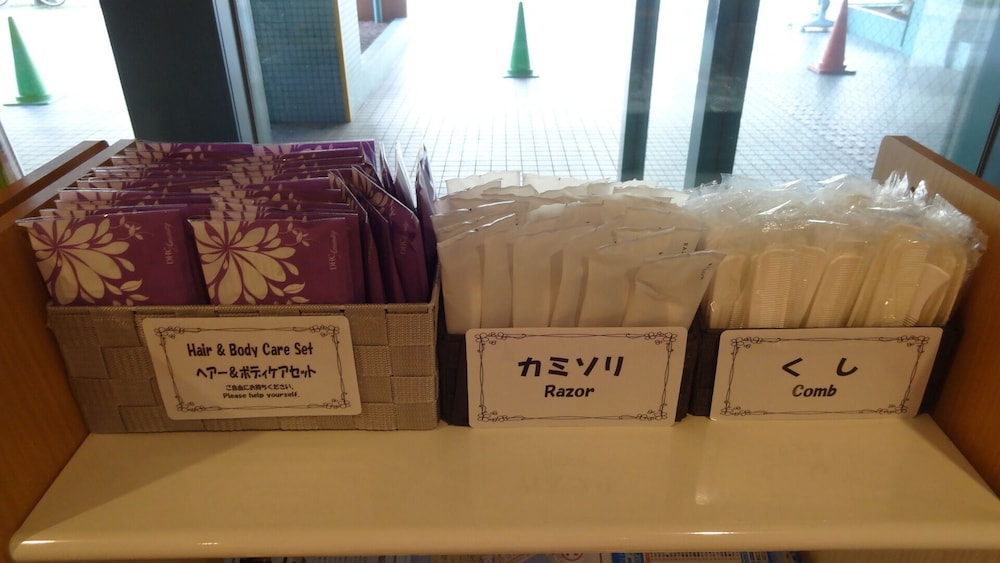 Hair & Body Care Set
ヘアー&ボディケアセット
ご自由にお持ちください。
Please help yourself.
カミソリ
Razor
くし
Comb